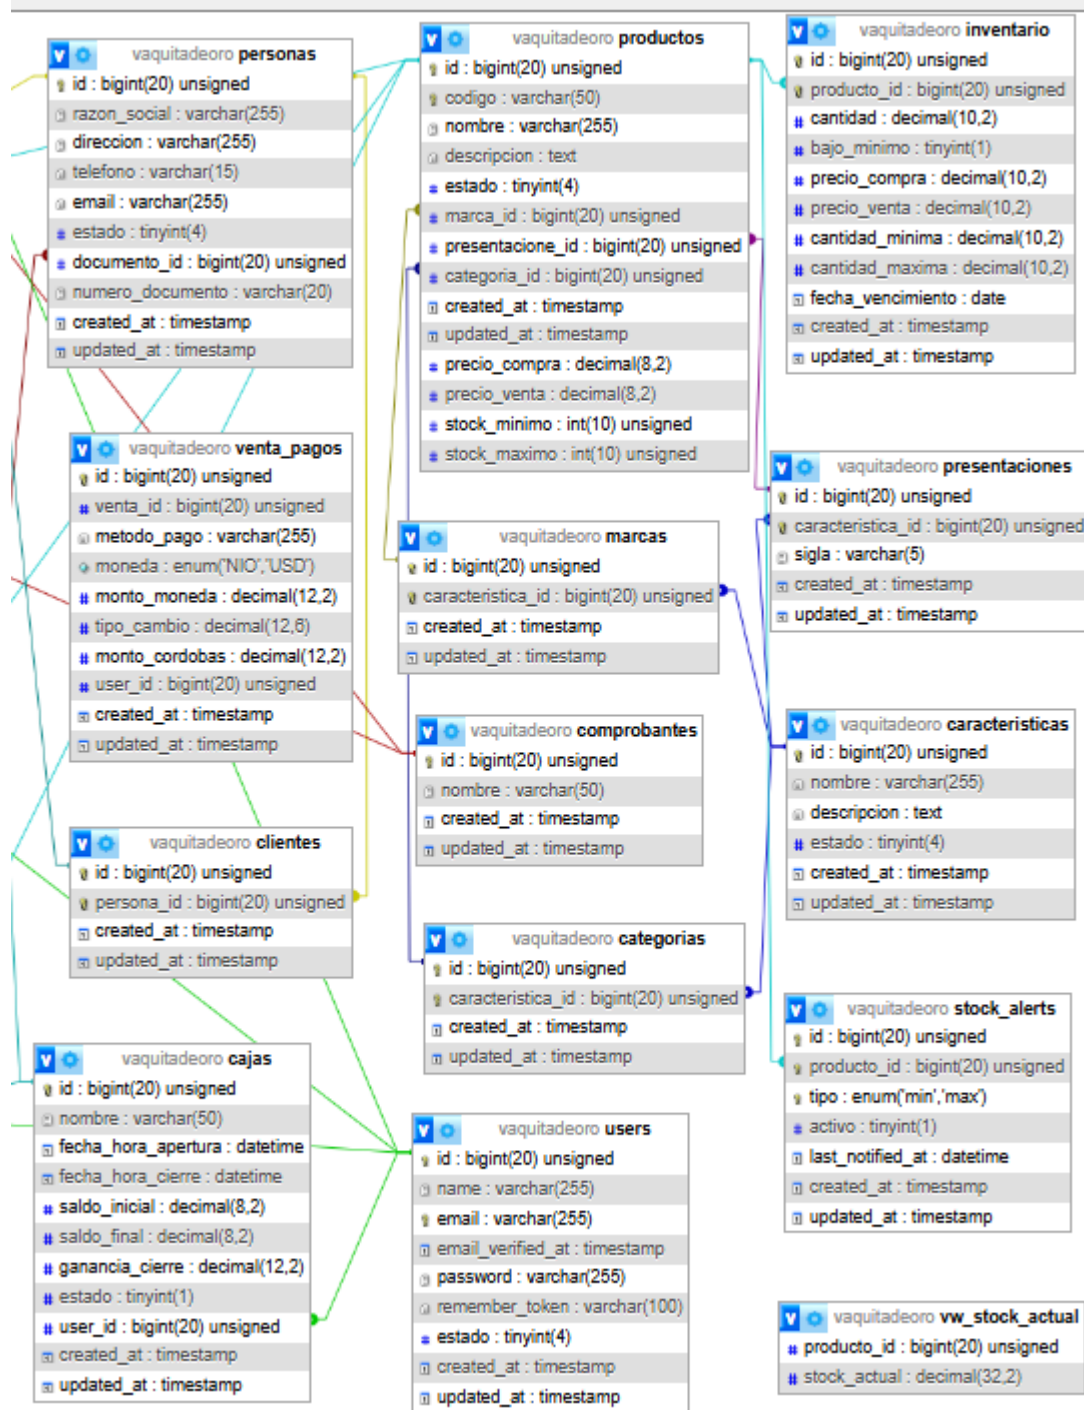 vaquitadeoro personas
id : bigint(20) unsigned
razon_social : varchar(255)
direccion : varchar(255)
telefono : varchar(15)
email : varchar(255)
estado : tinyint(4)
documento_id : bigint(20) unsigned
numero_documento : varchar(20)
created_at : timestamp
updated_at : timestamp
vaquitadeoro venta_pagos
id : bigint(20) unsigned
venta_id : bigint(20) unsigned
metodo_pago : varchar(255)
moneda : enum('NIO','USD')
monto_moneda : decimal(12,2)
tipo_cambio : decimal(12,6)
monto_cordobas : decimal(12,2)
user_id : bigint(20) unsigned
created_at : timestamp
updated_at : timestamp
vaquitadeoro clientes
id : bigint(20) unsigned
persona_id : bigint(20) unsigned
created_at : timestamp
updated_at : timestamp
vaquitadeoro cajas
id : bigint(20) unsigned
nombre : varchar(50)
fecha_hora_apertura : datetime
fecha_hora_cierre : datetime
saldo_inicial : decimal(8,2)
saldo_final : decimal(8,2)
ganancia_cierre : decimal(12,2)
estado : tinyint(1)
user_id : bigint(20) unsigned
created_at : timestamp
updated_at : timestamp
vaquitadeoro productos
id : bigint(20) unsigned
codigo : varchar(50)
nombre : varchar(255)
descripcion : text
estado : tinyint(4)
marca_id : bigint(20) unsigned
presentacione_id : bigint(20) unsigned
categoria_id : bigint(20) unsigned
created_at : timestamp
updated_at : timestamp
precio_compra : decimal(8,2)
precio_venta : decimal(8,2)
stock_minimo : int(10) unsigned
stock_maximo : int(10) unsigned
vaquitadeoro marcas
id : bigint(20) unsigned
caracteristica_id : bigint(20) unsigned
created_at : timestamp
updated_at : timestamp
vaquitadeoro comprobantes
id : bigint(20) unsigned
nombre : varchar(50)
created_at : timestamp
updated_at : timestamp
vaquitadeoro categorias
id : bigint(20) unsigned
caracteristica_id : bigint(20) unsigned
created_at : timestamp
updated_at : timestamp
vaquitadeoro users
id : bigint(20) unsigned
name : varchar(255)
email : varchar(255)
email_verified_at : timestamp
password : varchar(255)
remember_token : varchar(100)
estado : tinyint(4)
created_at : timestamp
updated_at : timestamp
vaquitadeoro inventario
id : bigint(20) unsigned
producto_id : bigint(20) unsigned
cantidad : decimal(10,2)
bajo_minimo : tinyint(1)
precio_compra : decimal(10,2)
precio_venta : decimal(10,2)
cantidad_minima : decimal(10,2)
cantidad_maxima : decimal(10,2)
fecha_vencimiento : date
created_at : timestamp
updated_at : timestamp
vaquitadeoro presentaciones
id : bigint(20) unsigned
caracteristica_id : bigint(20) unsigned
sigla : varchar(5)
created_at : timestamp
updated_at : timestamp
vaquitadeoro caracteristicas
id : bigint(20) unsigned
nombre : varchar(255)
descripcion : text
estado : tinyint(4)
created_at : timestamp
updated_at : timestamp
vaquitadeoro stock_alerts
id : bigint(20) unsigned
producto_id : bigint(20) unsigned
tipo : enum('min','max')
activo : tinyint(1)
last_notified_at : datetime
created_at : timestamp
updated_at : timestamp
vaquitadeoro vw_stock_actual
producto_id : bigint(20) unsigned
stock_actual : decimal(32,2)